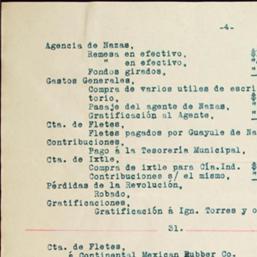 -4.-
Agencia de Nazas,
Remesa en efectivo,
" en efectivo,
Fondos girados,
Gastos Generales,
Compra de varios utiles de escri
torio,
Pasaje del agente de Nazas,
Gratificación al Agente,
Cta. de Fletes,
Fletes pagados por Guayule de Na
Contribuciones,
Pago á la Tesorería Municipal,
Cta. de Ixtle,
Compra de ixtle para Cía.Ind.
Contribuciones s/ el mismo,
Pérdidas de la Revolución,
Robado,
Gratificaciones,
Gratificación á Ign. Torres y o
31.
Cta. de Fletes,
á Continental Mexican Rubber Co.